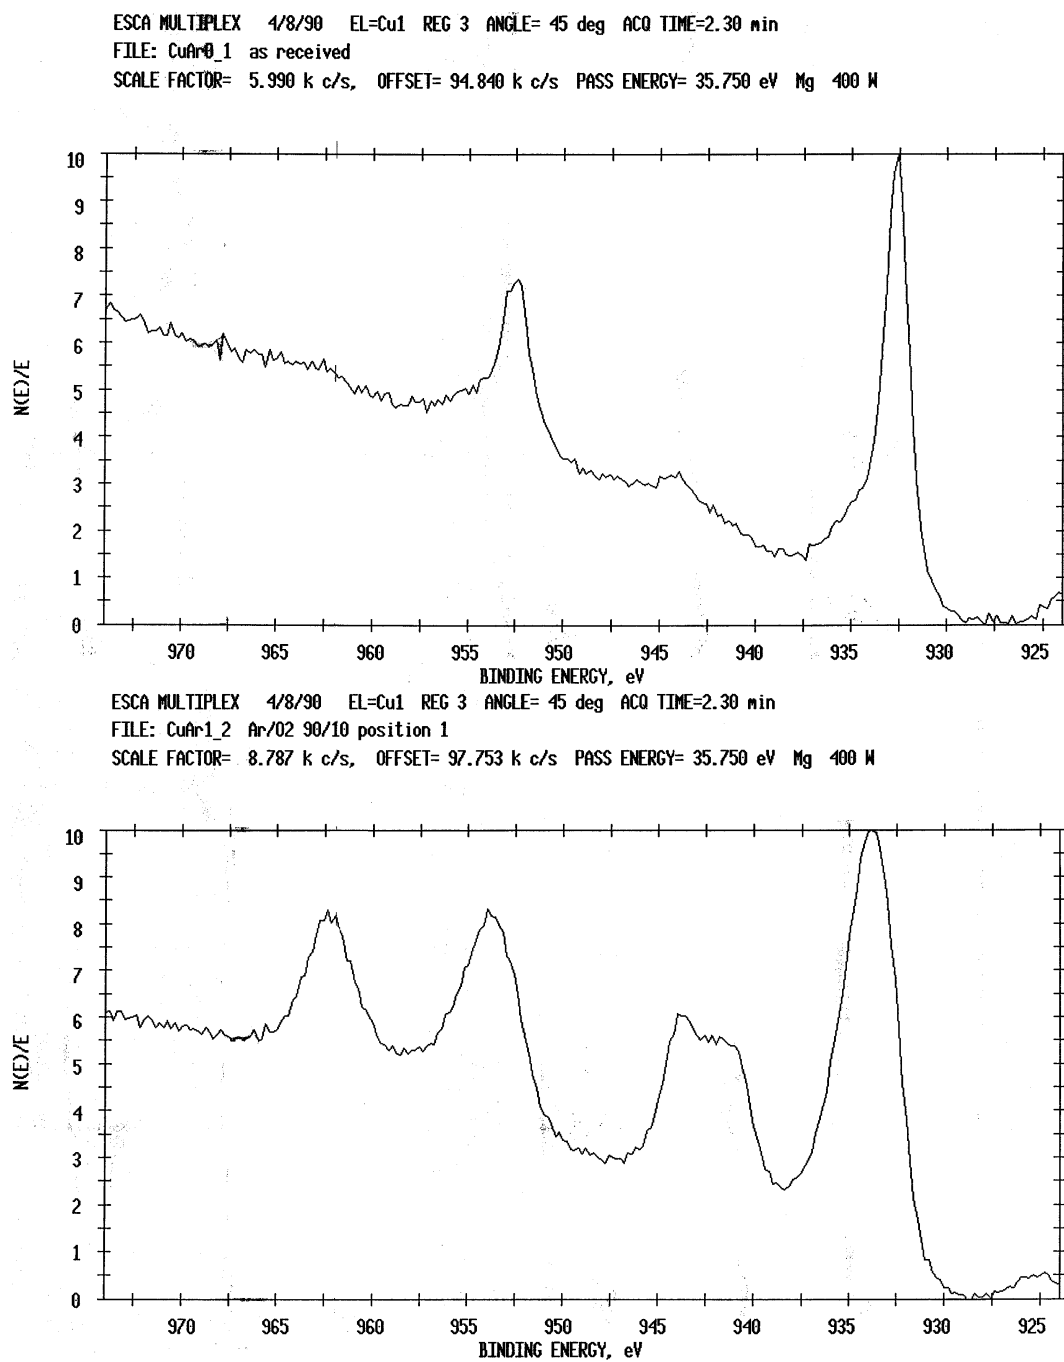 ESCA MULTIPLEX 4/8/90 EL=Cu1 REG 3 ANGLE= 45 deg ACQ TIME=2.30 min
FILE: CuAr0_1 as received
SCALE FACTOR= 5.990 k c/s, OFFSET= 94.840 k c/s PASS ENERGY= 35.750 eV Mg 400 W
10
9
8
7
6
5
4
3
2
1
0
N(E)/E
970 965 960 955 950 945 940 935 930 925
BINDING ENERGY, eV
ESCA MULTIPLEX 4/8/90 EL=Cu1 REG 3 ANGLE= 45 deg ACQ TIME=2.30 min
FILE: CuAr1_2 Ar/O2 90/10 position 1
SCALE FACTOR= 8.787 k c/s, OFFSET= 97.753 k c/s PASS ENERGY= 35.750 eV Mg 400 W
10
9
8
7
6
5
4
3
2
1
0
N(E)/E
970 965 960 955 950 945 940 935 930 925
BINDING ENERGY, eV